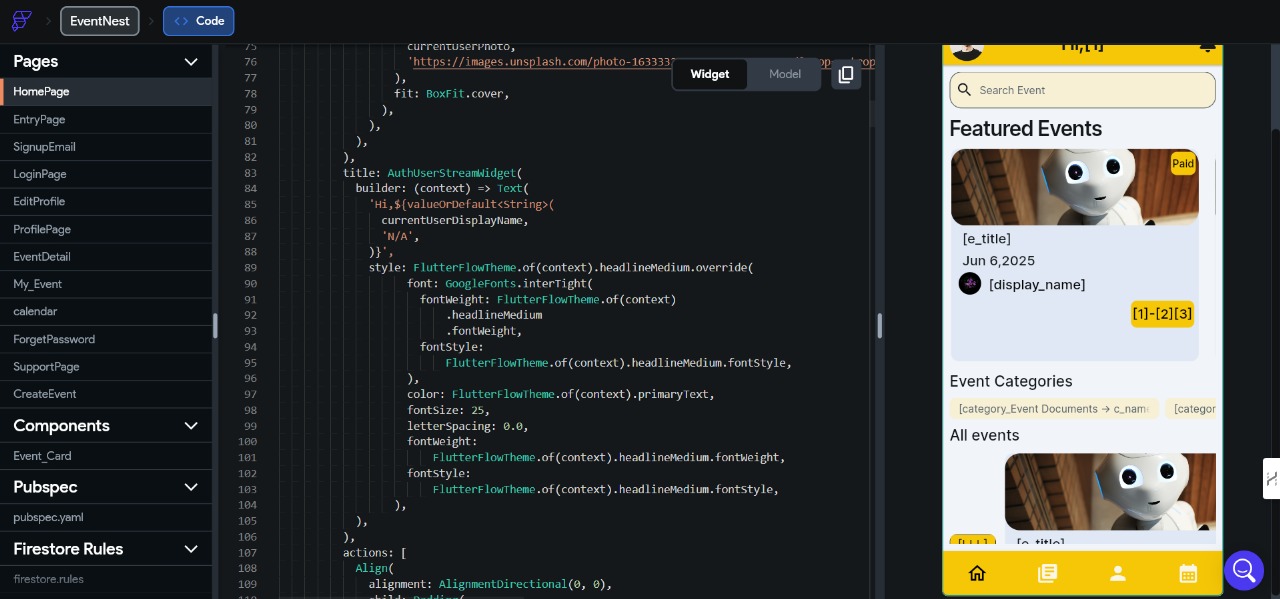 EventNest
Code
Pages
HomePage
EntryPage
SignupEmail
LoginPage
EditProfile
ProfilePage
EventDetail
My_Event
calendar
ForgetPassword
SupportPage
CreateEvent
Components
Event_Card
Pubspec
pubspec.yaml
Firestore Rules
firestore.rules
Widget
Model
75 currentUserPhoto,
76 'https://images.unsplash.com/photo-163333
77 ),
78 fit: BoxFit.cover,
79 ),
80 ),
81 ),
82 ),
83 title: AuthUserStreamWidget(
84 builder: (context) => Text(
85 'Hi,${valueOrDefault<String>(
86 currentUserDisplayName,
87 'N/A',
88 )}',
89 style: FlutterFlowTheme.of(context).headlineMedium.override(
90 font: GoogleFonts.interTight(
91 fontWeight: FlutterFlowTheme.of(context)
92 .headlineMedium
93 .fontWeight,
94 fontStyle:
95 FlutterFlowTheme.of(context).headlineMedium.fontStyle,
96 ),
97 color: FlutterFlowTheme.of(context).primaryText,
98 fontSize: 25,
99 letterSpacing: 0.0,
100 fontWeight:
101 FlutterFlowTheme.of(context).headlineMedium.fontWeight,
102 fontStyle:
103 FlutterFlowTheme.of(context).headlineMedium.fontStyle,
104 ),
105 ),
106 ),
107 actions: [
108 Align(
109 alignment: AlignmentDirectional(0, 0),
110 child: Padding(
Hi,[1]
Search Event
Featured Events
Paid
[e_title]
Jun 6,2025
[display_name]
[1]-[2][3]
Event Categories
[category_Event Documents → c_nam
[categor
All events
[e_title]